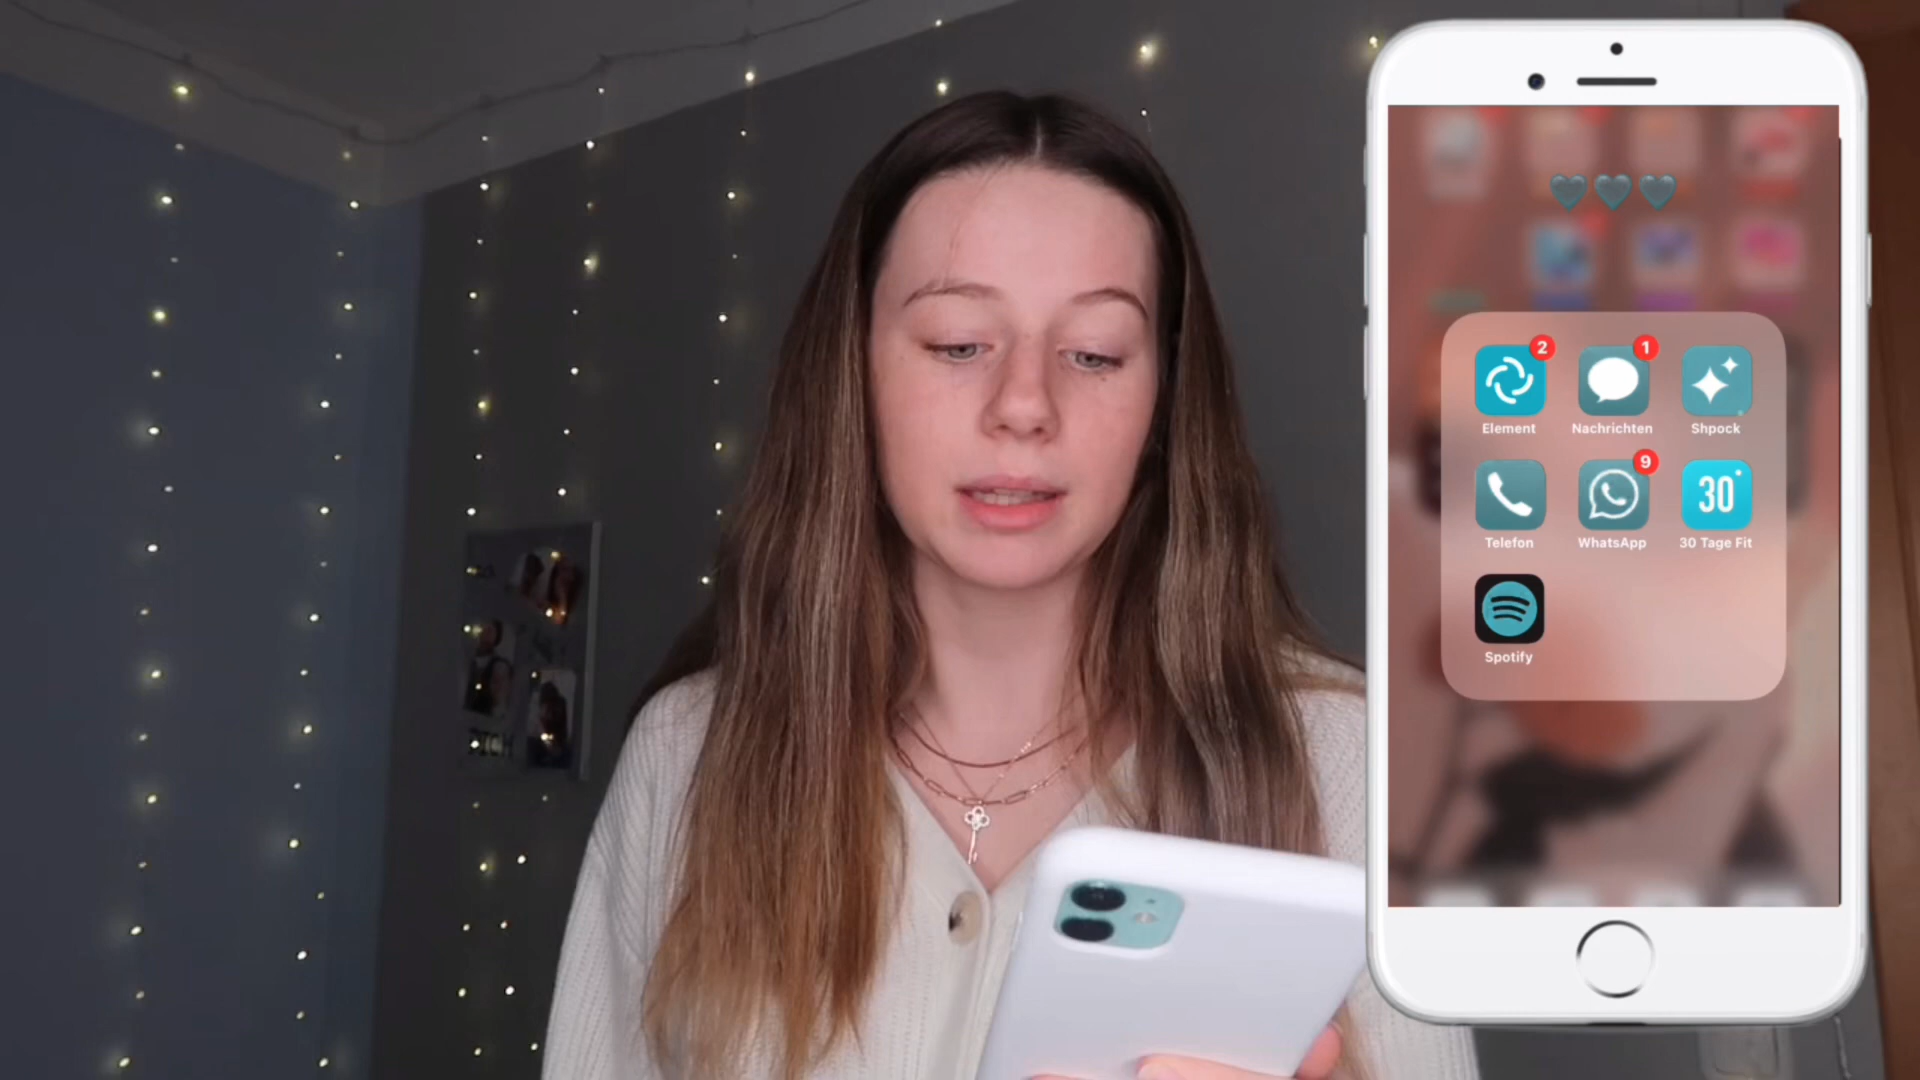 🖤🖤🖤
2
1
Element
Nachrichten
Shpock
9
30
Telefon
WhatsApp
30 Tage Fit
Spotify